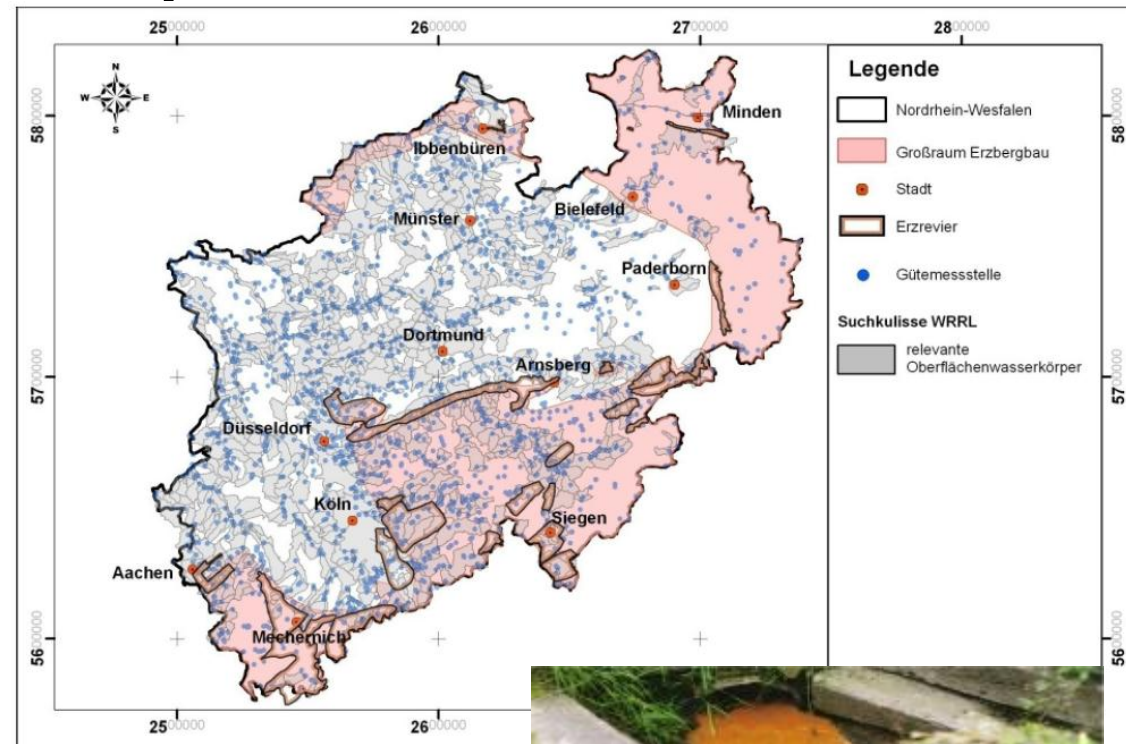 2500000
2600000
2700000
2800000
N
W
E
S
5800000
5800000
5700000
5700000
5600000
5600000
Minden
Ibbenbüren
Münster
Bielefeld
Paderborn
Dortmund
Arnsberg
Düsseldorf
Köln
Siegen
Aachen
Mechernich
2500000
2600000
Legende
Nordrhein-Westfalen
Großraum Erzbergbau
Stadt
Erzrevier
Gütemessstelle
Suchkulisse WRRL
relevante
Oberflächenwasserkörper